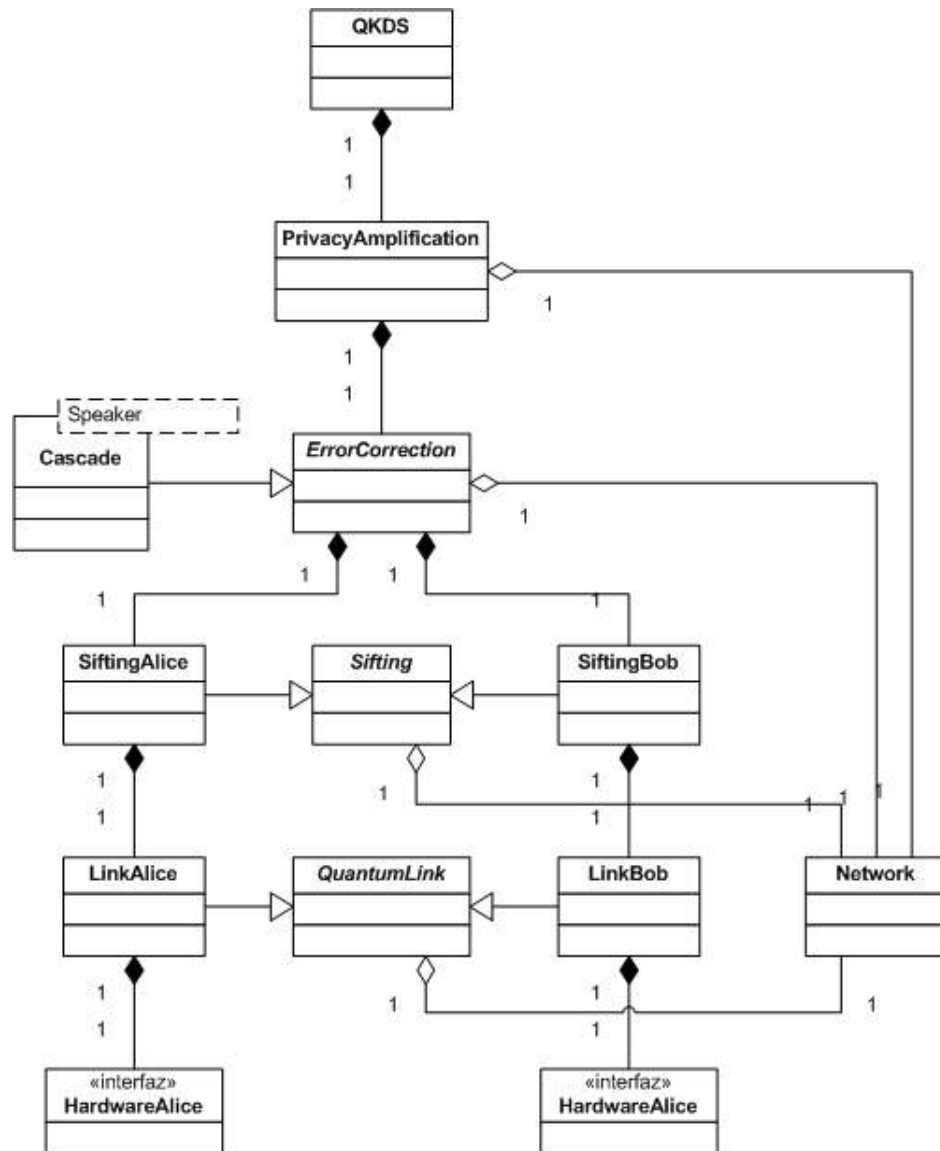 QKDS
1
1
PrivacyAmplification
1
1
1
Speaker
Cascade
ErrorCorrection
1
1
1
1
1
SiftingAlice
Sifting
SiftingBob
1
1
1
1
1
1
1
1
LinkAlice
QuantumLink
LinkBob
Network
1
1
1
1
1
1
«interfaz»
HardwareAlice
«interfaz»
HardwareAlice